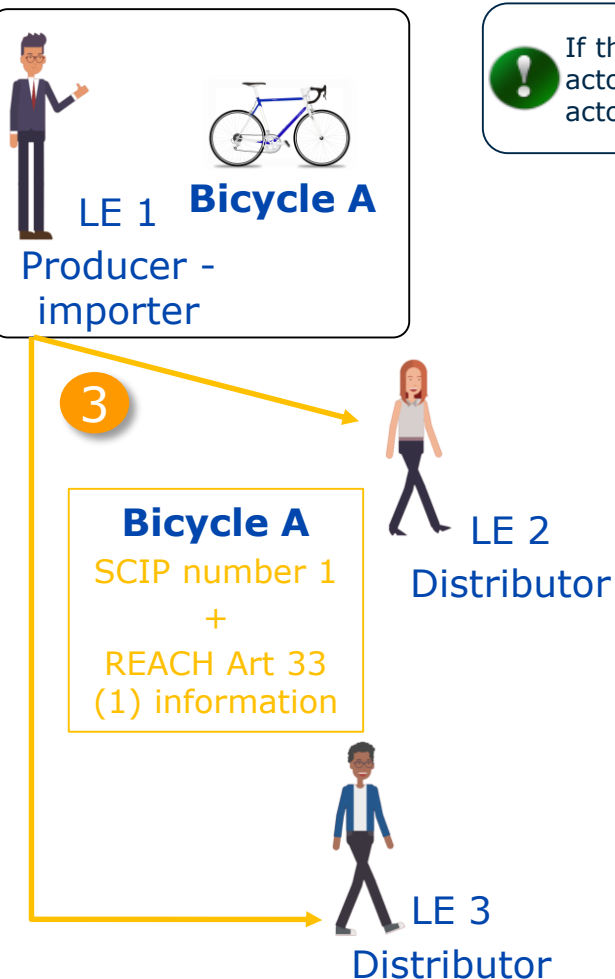 If th
acto
acto
LE 1
Bicycle A
Producer -
importer
3
Bicycle A
SCIP number 1
+
REACH Art 33
(1) information
LE 2
Distributor
LE 3
Distributor